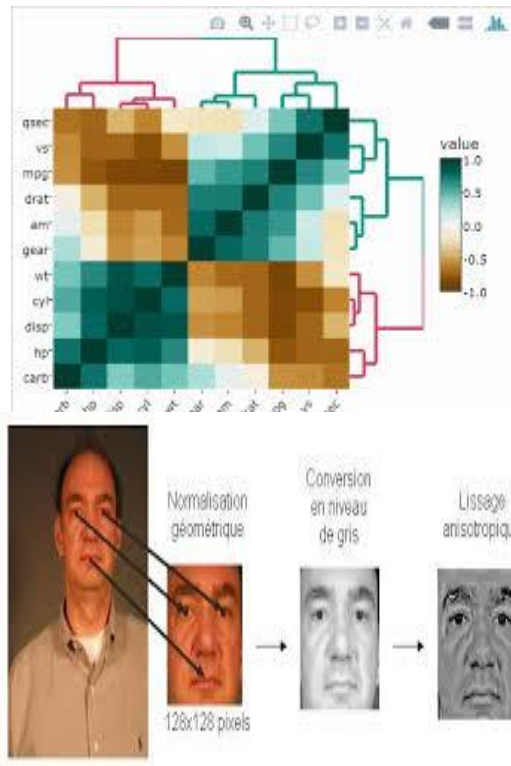 qsec
vs
mpg
drat
am
gear
wt
cyl
disp
hp
carb
value
1.0
0.5
0.0
-0.5
-1.0
Normalisation
géométrique
128x128 pixels
Conversion
en niveau
de gris
Lissage